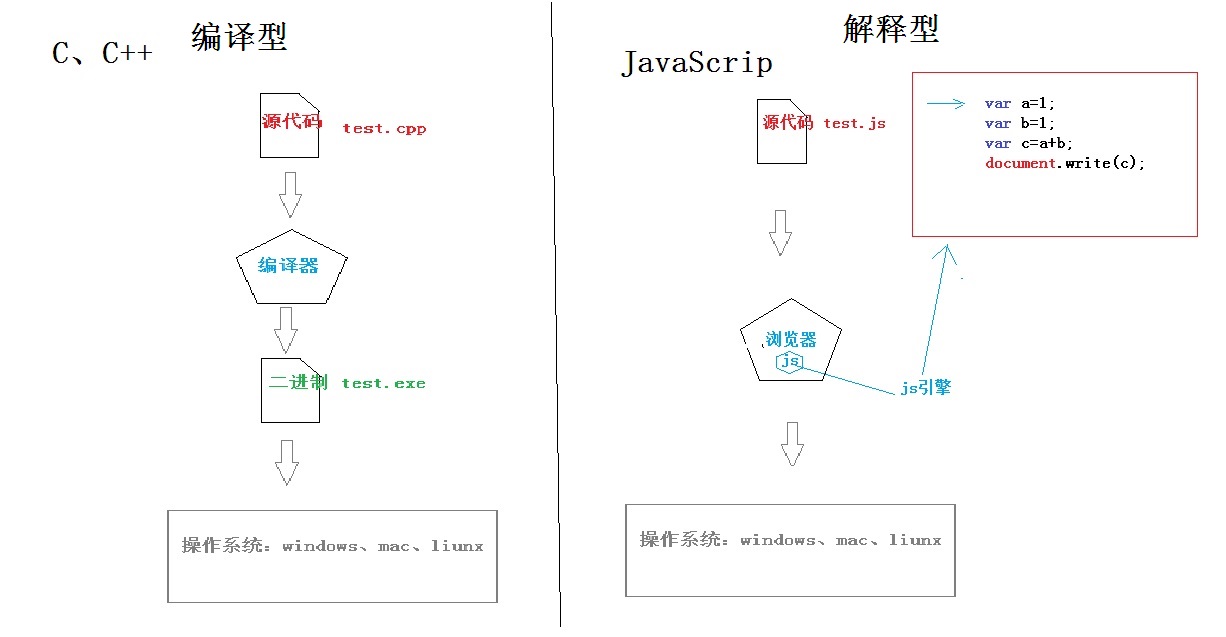 编译型
C、C++
源代码 test.cpp
编译器
二进制 test.exe
操作系统：windows、mac、liunx
解释型
JavaScrip
源代码 test.js
var a=1;
var b=1;
var c=a+b;
document.write(c);
浏览器
js
js引擎
操作系统：windows、mac、liunx